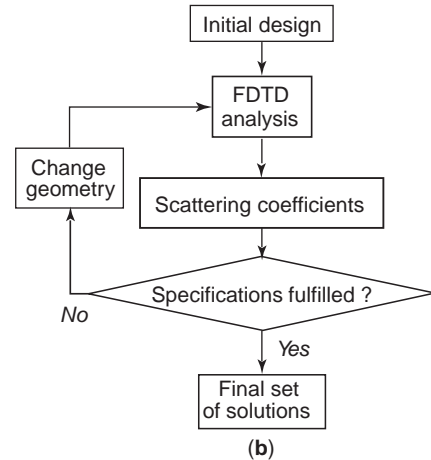 Initial design
FDTD
analysis
Change
geometry
Scattering coefficients
Specifications fulfilled ?
No
Yes
Final set
of solutions
(b)